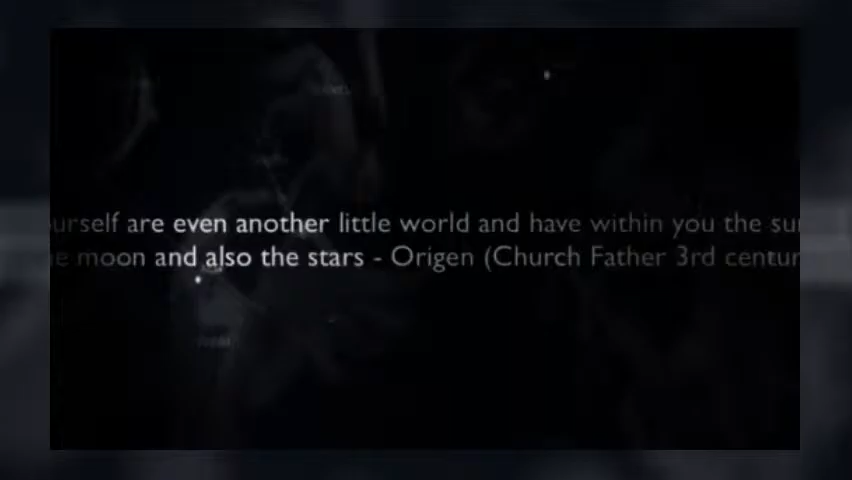 urself are even another little world and have within you the su
e moon and also the stars - Origen (Church Father 3rd centur